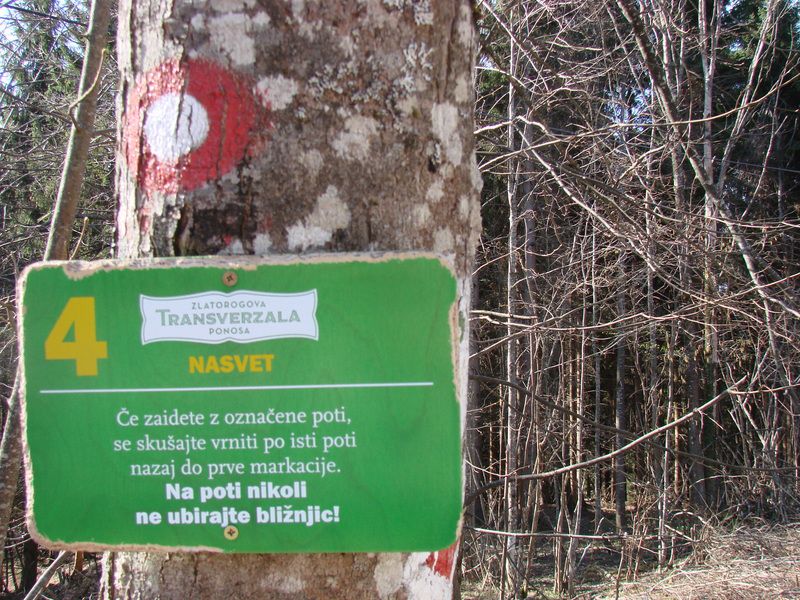 4
ZLATOROGOVA
TRANSVERZALA
PONOSA
NASVET
Če zaidete z označene poti,
se skušajte vrniti po isti poti
nazaj do prve markacije.
Na poti nikoli
ne ubirajte bližnjic!